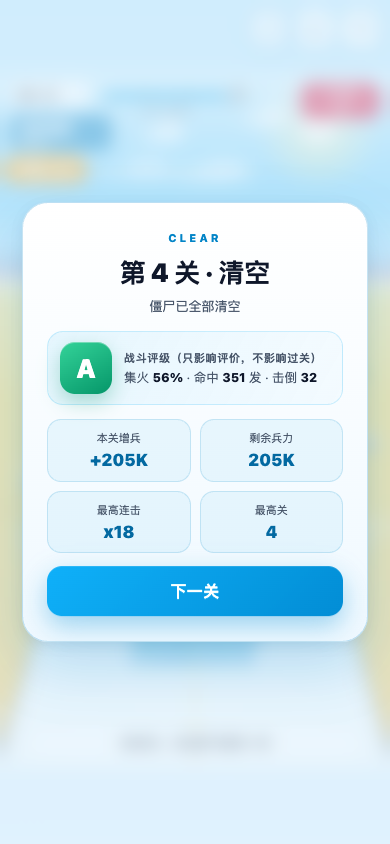 CLEAR
第 4 关 · 清空
僵尸已全部清空
A
战斗评级（只影响评价，不影响过关）
集火 56% · 命中 351 发 · 击倒 32
本关增兵
+205K
剩余兵力
205K
最高连击
x18
最高关
4
下一关